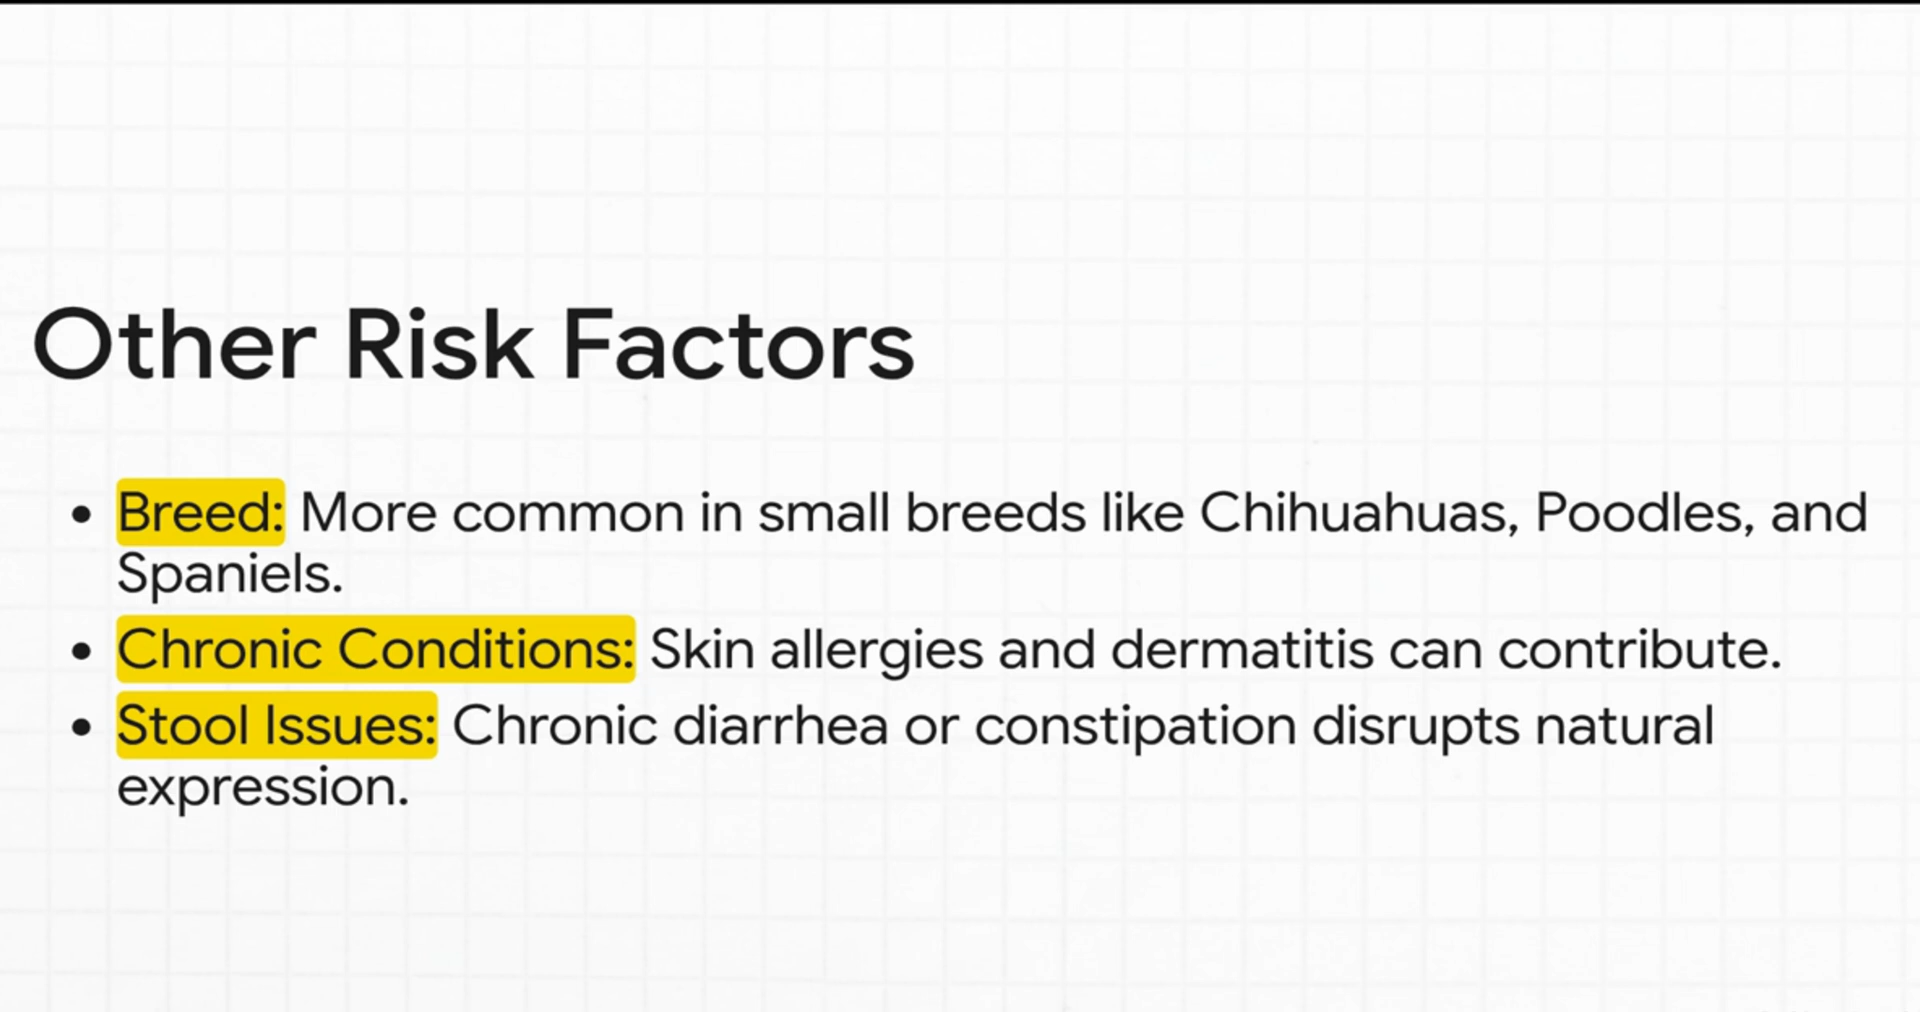 Other Risk Factors
• Breed: More common in small breeds like Chihuahuas, Poodles, and
Spaniels.
• Chronic Conditions: Skin allergies and dermatitis can contribute.
• Stool Issues: Chronic diarrhea or constipation disrupts natural
expression.